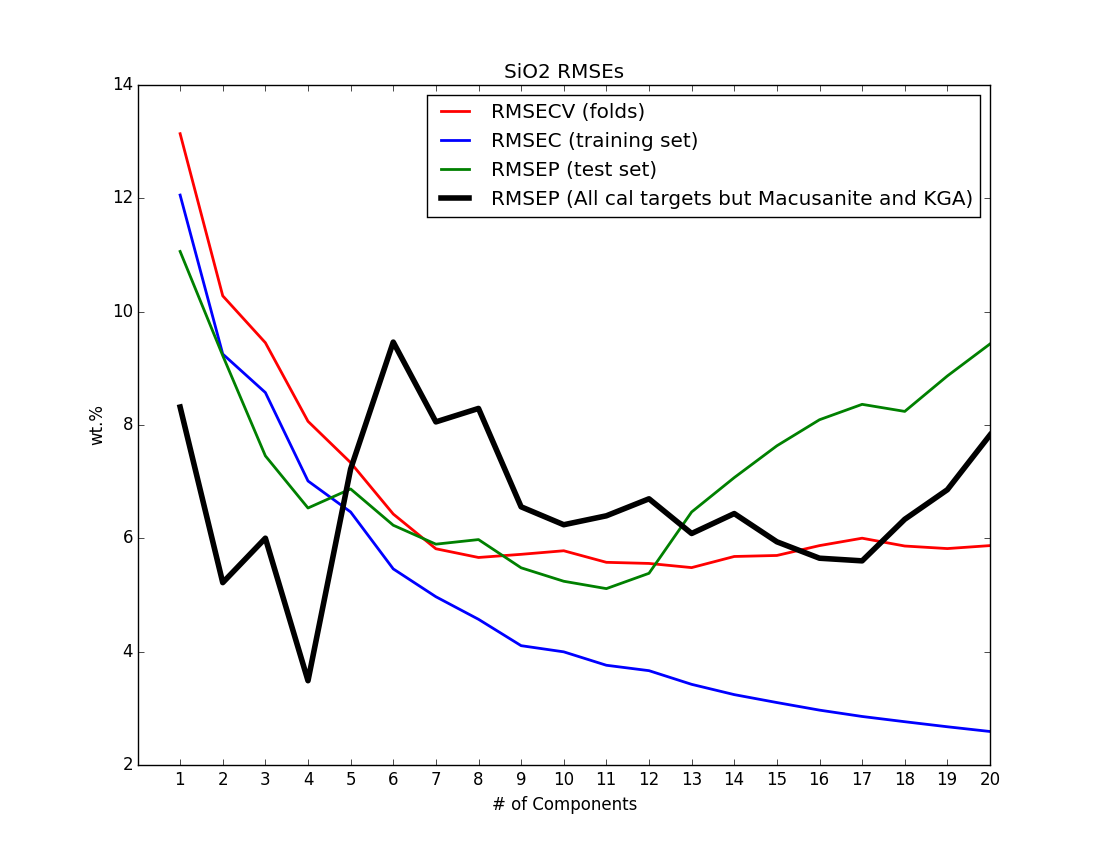 SiO2 RMSEs
14
12
10
8
6
4
2
wt.%
RMSECV (folds)
RMSEC (training set)
RMSEP (test set)
RMSEP (All cal targets but Macusanite and KGA)
1 2 3 4 5 6 7 8 9 10 11 12 13 14 15 16 17 18 19 20
# of Components